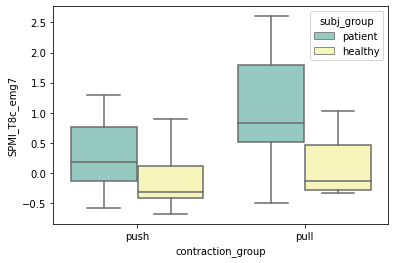 subj_group
patient
healthy
2.5
2.0
1.5
1.0
0.5
0.0
−0.5
SPMI_T8c_emg7
push
pull
contraction_group